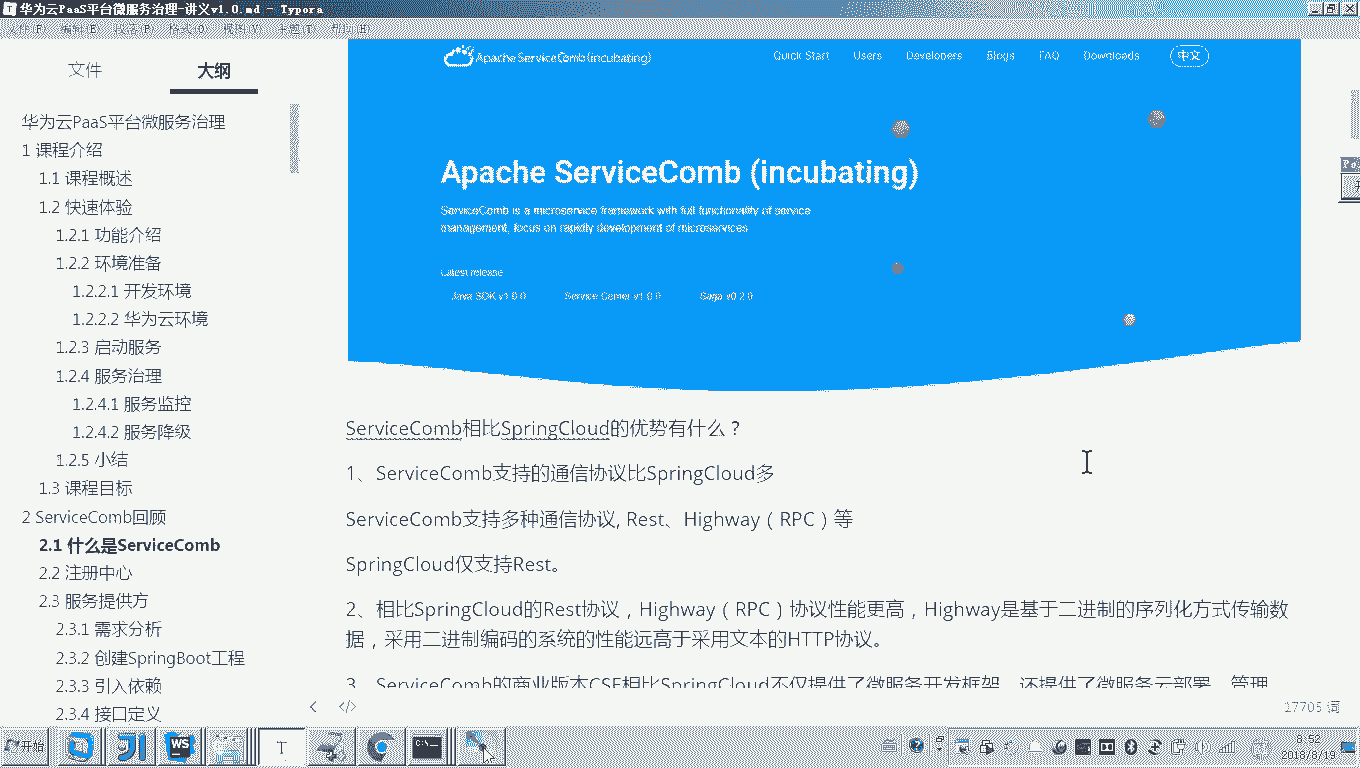 华为云PaaS平台微服务治理-讲义v1.0.md - Typora
文件(F) 编辑(E) 段落(P) 格式(O) 视图(V) 主题(T) 帮助(H)
文件 大纲
华为云PaaS平台微服务治理
1 课程介绍
1.1 课程概述
1.2 快速体验
1.2.1 功能介绍
1.2.2 环境准备
1.2.2.1 开发环境
1.2.2.2 华为云环境
1.2.3 启动服务
1.2.4 服务治理
1.2.4.1 服务监控
1.2.4.2 服务降级
1.2.5 小结
1.3 课程目标
2 ServiceComb回顾
2.1 什么是ServiceComb
2.2 注册中心
2.3 服务提供方
2.3.1 需求分析
2.3.2 创建SpringBoot工程
2.3.3 引入依赖
2.3.4 接口定义
Apache ServiceComb (incubating) Quick Start Users Developers Blogs FAQ Downloads 中文
Apache ServiceComb (incubating)
ServiceComb is a microservice framework with full functionality of service
management, focus on rapidly development of microservices
Latest release
Java SDK v1.0.0 Service Center v1.0.0 Saga v0.2.0
ServiceComb相比SpringCloud的优势有什么？
1、ServiceComb支持的通信协议比SpringCloud多
ServiceComb支持多种通信协议, Rest、Highway（RPC）等
SpringCloud仅支持Rest。
2、相比SpringCloud的Rest协议，Highway（RPC）协议性能更高，Highway是基于二进制的序列化方式传输数
据，采用二进制编码的系统的性能远高于采用文本的HTTP协议。
3、ServiceComb的商业版本CSE相比SpringCloud不仅提供了微服务开发框架，还提供了微服务云部署、管理
17705 词
开始 WS T C:\
8:52
2018/8/19